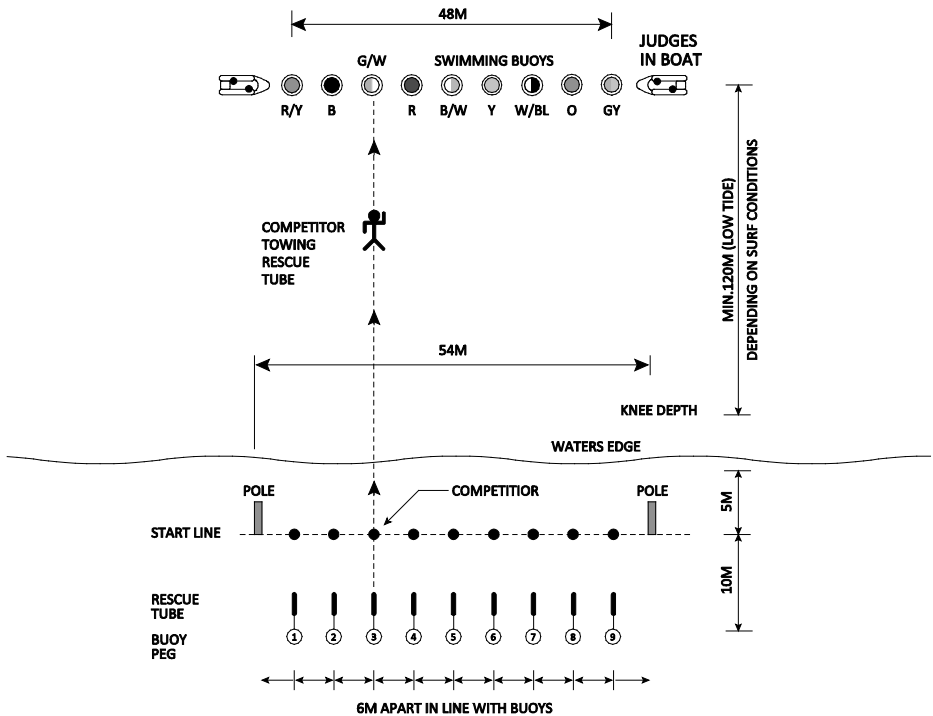 48M
JUDGES
IN BOAT
G/W
SWIMMING BUOYS
R/Y
B
R
B/W
Y
W/BL
O
GY
COMPETITOR
TOWING
RESCUE
TUBE
MIN.120M (LOW TIDE)
DEPENDING ON SURF CONDITIONS
54M
KNEE DEPTH
WATERS EDGE
POLE
COMPETITIOR
POLE
5M
START LINE
10M
RESCUE
TUBE
BUOY
PEG
1
2
3
4
5
6
7
8
9
6M APART IN LINE WITH BUOYS